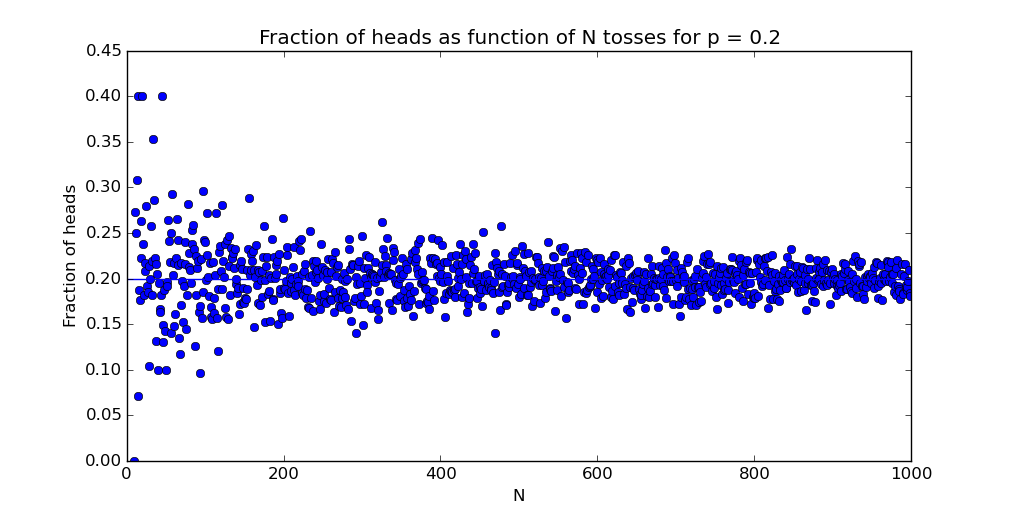 Fraction of heads as function of N tosses for p = 0.2
0.45
0.40
0.35
0.30
0.25
0.20
0.15
0.10
0.05
0.00
Fraction of heads
0 200 400 600 800 1000
N